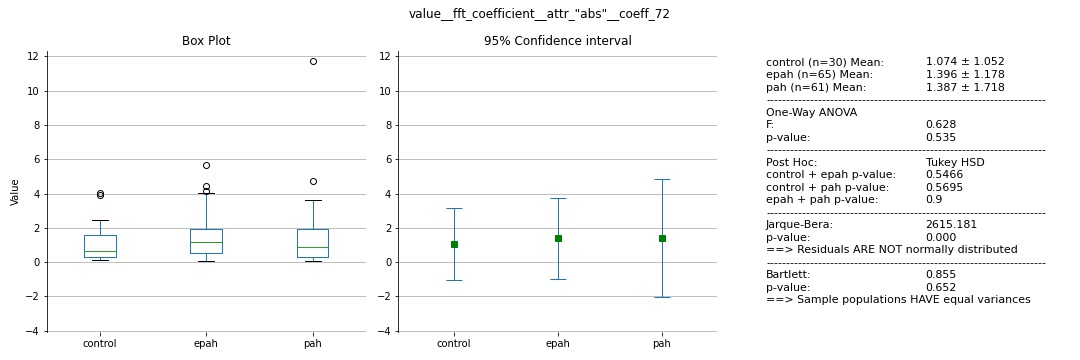 value__fft_coefficient__attr_"abs"__coeff_72
Box Plot
Value
12
10
8
6
4
2
0
−2
−4
control
epah
pah
95% Confidence interval
12
10
8
6
4
2
0
−2
−4
control
epah
pah
control (n=30) Mean: 1.074 ± 1.052
epah (n=65) Mean: 1.396 ± 1.178
pah (n=61) Mean: 1.387 ± 1.718
One-Way ANOVA
F: 0.628
p-value: 0.535
Post Hoc: Tukey HSD
control + epah p-value: 0.5466
control + pah p-value: 0.5695
epah + pah p-value: 0.9
Jarque-Bera: 2615.181
p-value: 0.000
==> Residuals ARE NOT normally distributed
Bartlett: 0.855
p-value: 0.652
==> Sample populations HAVE equal variances